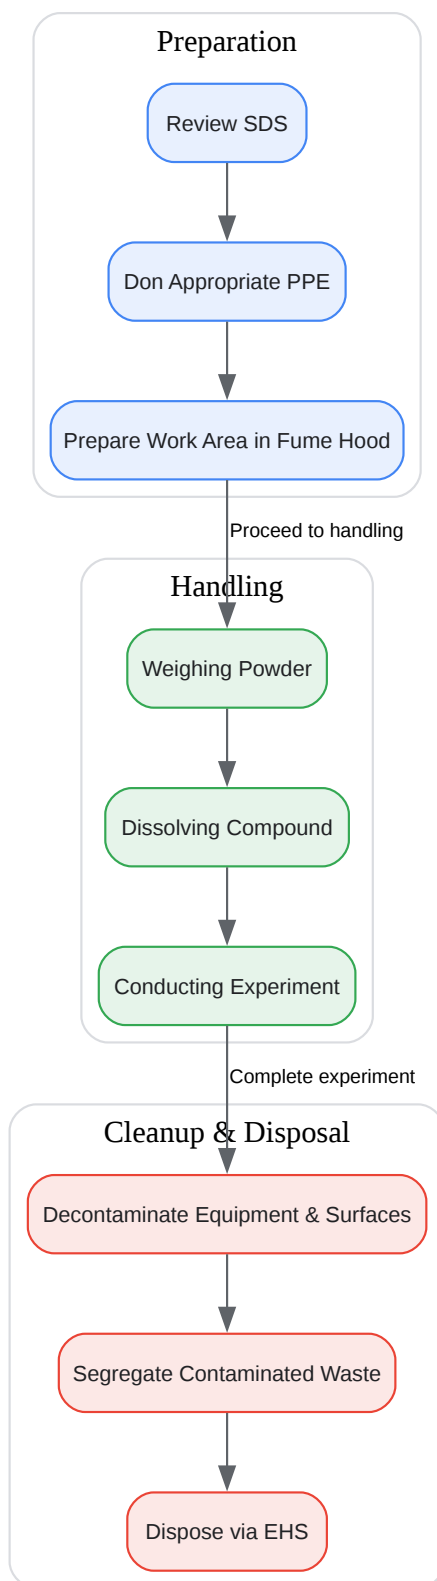 Preparation
Review SDS
Don Appropriate PPE
Prepare Work Area in Fume Hood
Proceed to handling
Handling
Weighing Powder
Dissolving Compound
Conducting Experiment
Complete experiment
Cleanup & Disposal
Decontaminate Equipment & Surfaces
Segregate Contaminated Waste
Dispose via EHS